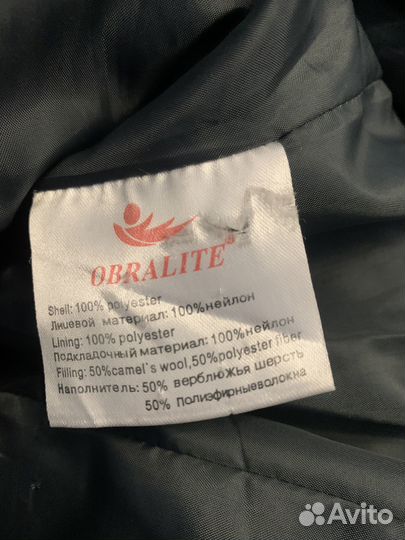 OBRALITE®
Shell: 100% polyester
Лицевой материал: 100%нейлон
Lining: 100% polyester
Подкладочный материал: 100%нейлон
Filling: 50%camel`s wool,50%polyester fiber
Наполнитель: 50% верблюжья шерсть
50% Полиэфирныеволокна
Avito